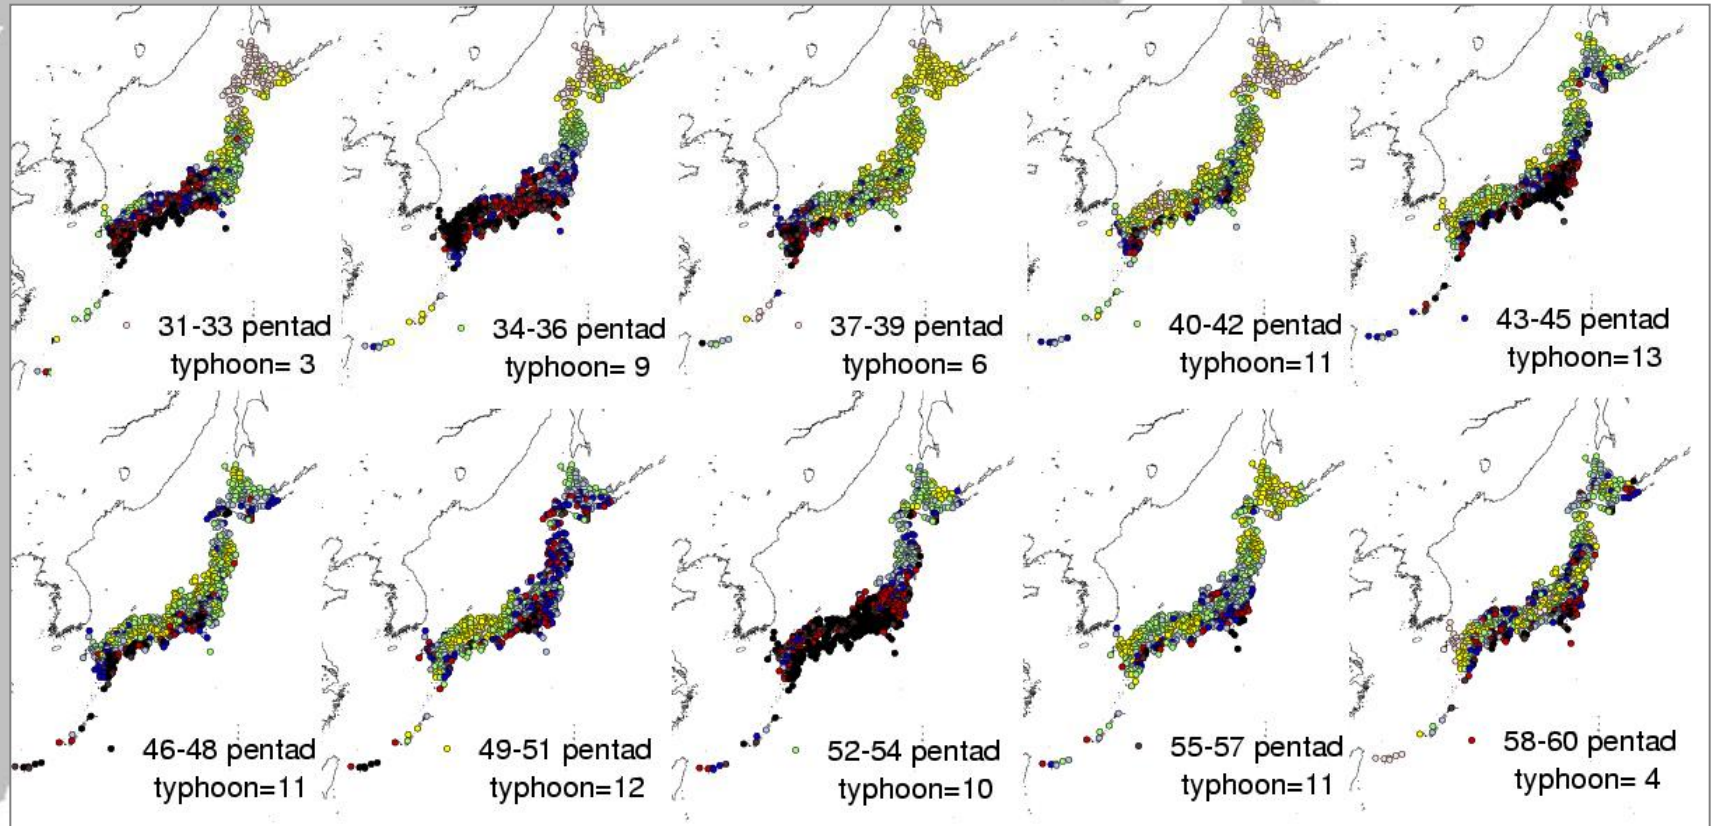 31-33 pentad
typhoon= 3
34-36 pentad
typhoon= 9
37-39 pentad
typhoon= 6
40-42 pentad
typhoon=11
43-45 pentad
typhoon=13
46-48 pentad
typhoon=11
49-51 pentad
typhoon=12
52-54 pentad
typhoon=10
55-57 pentad
typhoon=11
58-60 pentad
typhoon= 4